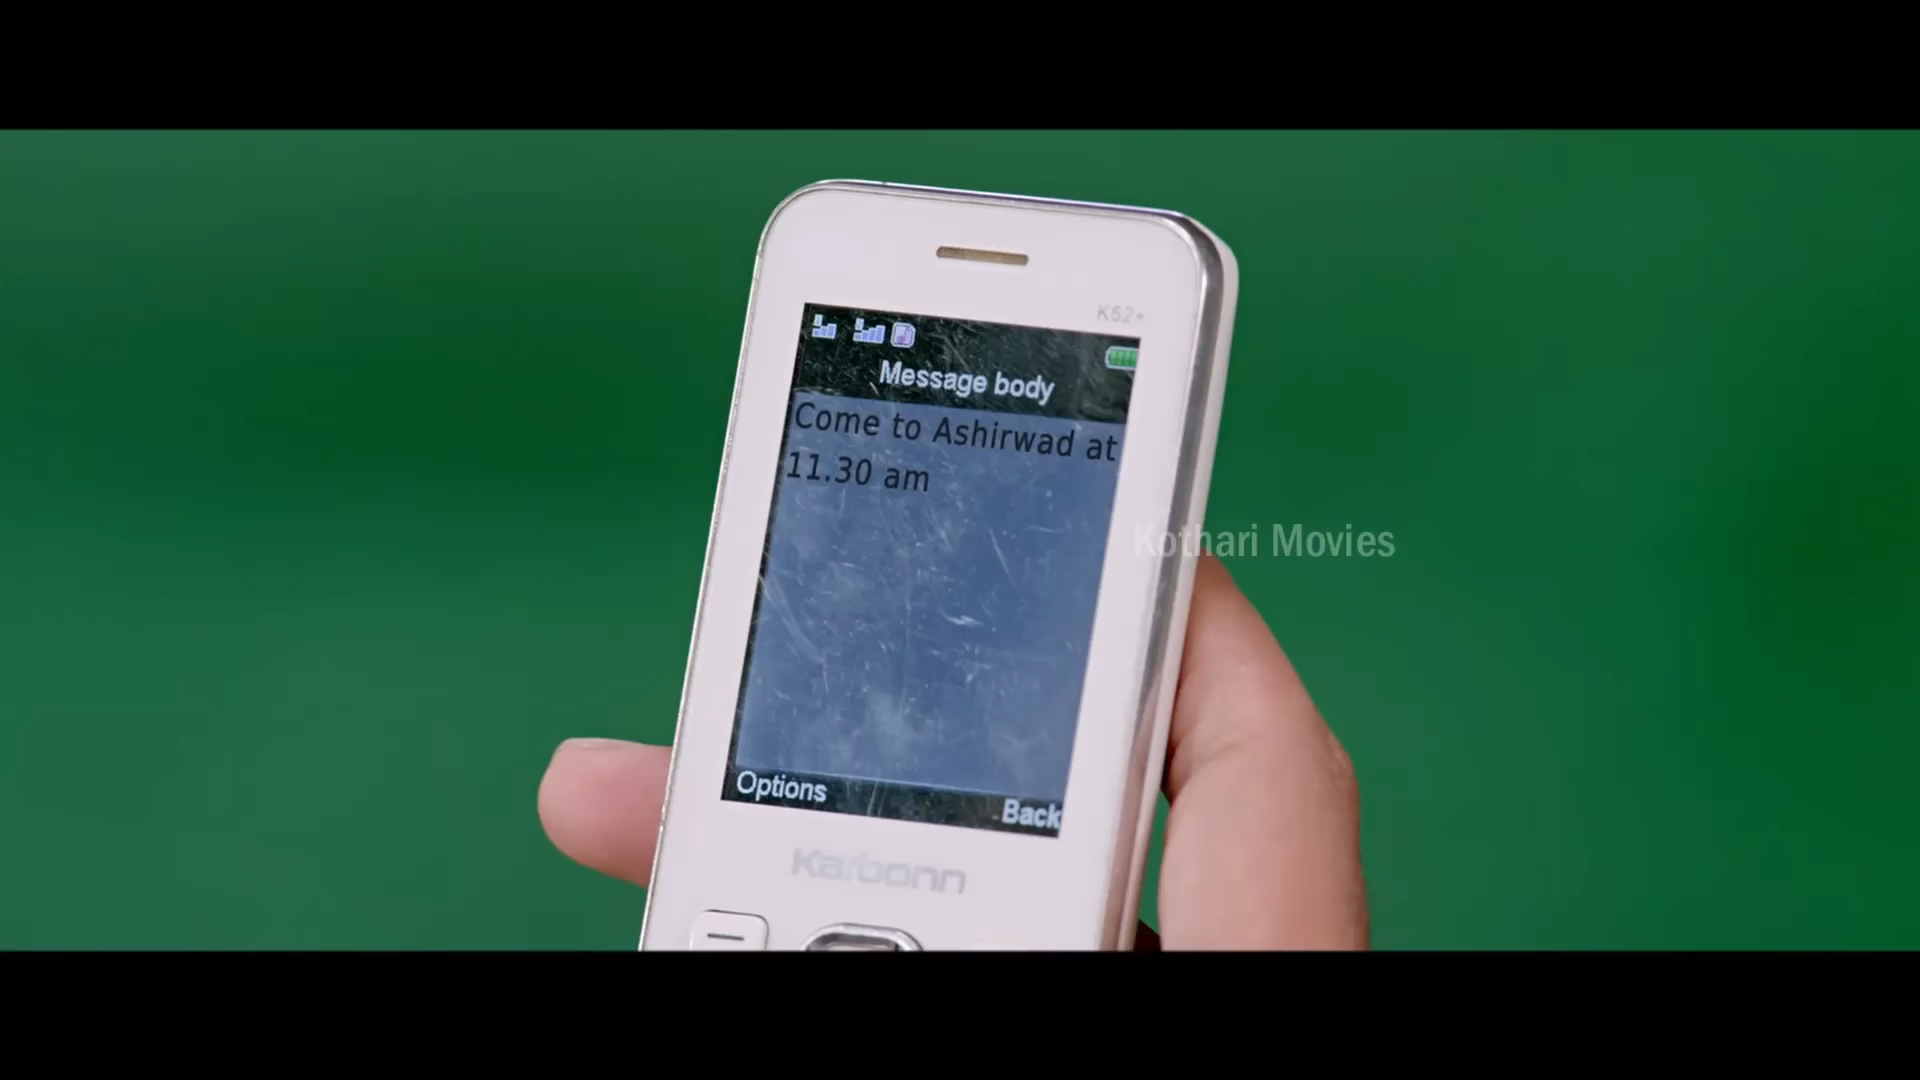 K52+
Message body
Come to Ashirwad at
11.30 am
Kothari Movies
Options
Back
Karbonn